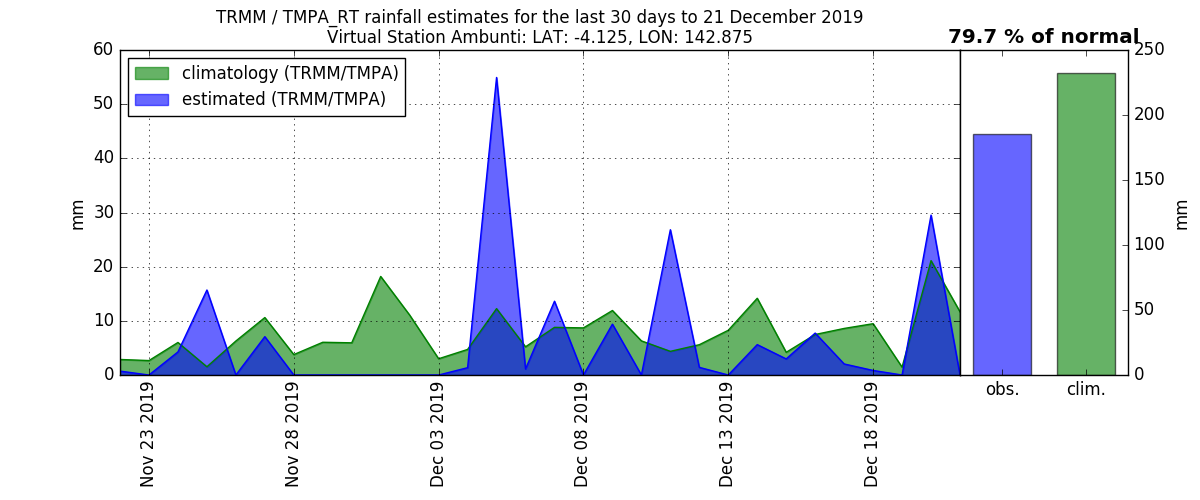 TRMM / TMPA_RT rainfall estimates for the last 30 days to 21 December 2019
Virtual Station Ambunti: LAT: -4.125, LON: 142.875
79.7 % of normal
climatology (TRMM/TMPA)
estimated (TRMM/TMPA)
60
50
40
30
20
10
0
mm
Nov 23 2019
Nov 28 2019
Dec 03 2019
Dec 08 2019
Dec 13 2019
Dec 18 2019
250
200
150
100
50
0
mm
obs.
clim.